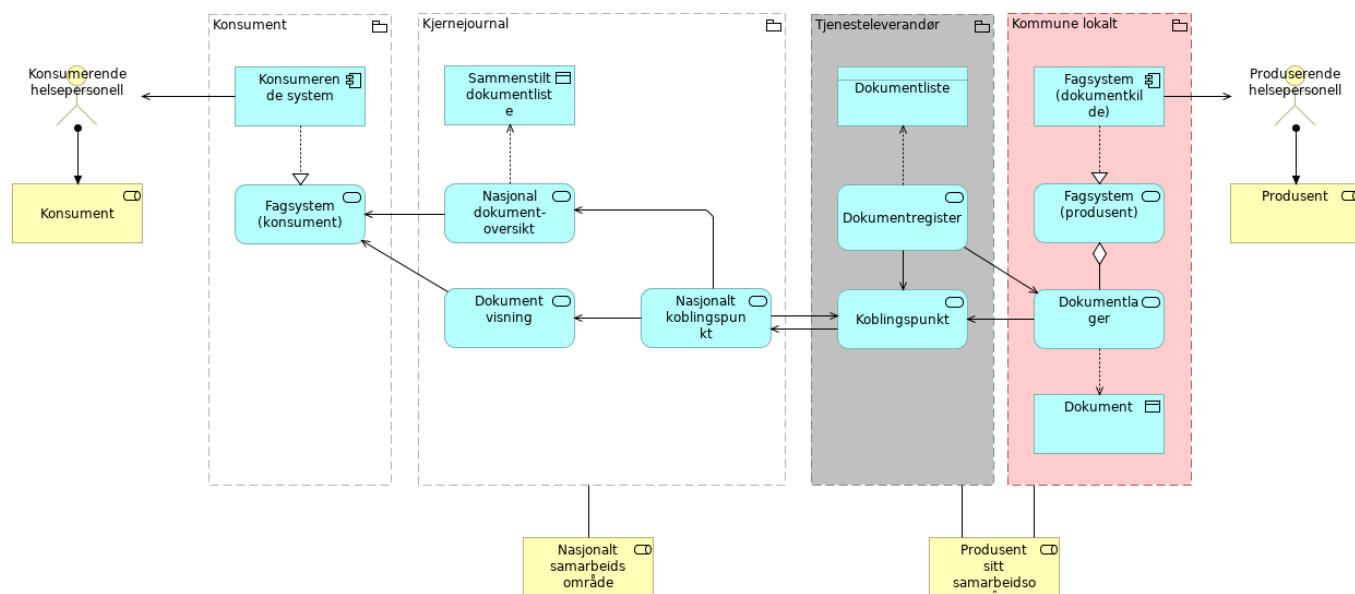 Konsument
Kjernejournal
Tjenesteleverandør
Kommune lokalt
Konsumerende
helsepersonell
Konsumeren
de system
Sammenstilt
dokumentlist
e
Dokumentliste
Fagsystem
(dokumentkil
de)
Produserende
helsepersonell
Konsument
Fagsystem
(konsument)
Nasjonal
dokument-
oversikt
Dokumentregister
Fagsystem
(produsent)
Produsent
Dokument
visning
Nasjonalt
koblingspun
kt
Koblingspunkt
Dokumentla
ger
Dokument
Nasjonalt
samarbeids
område
Produsent
sitt
samarbeidso